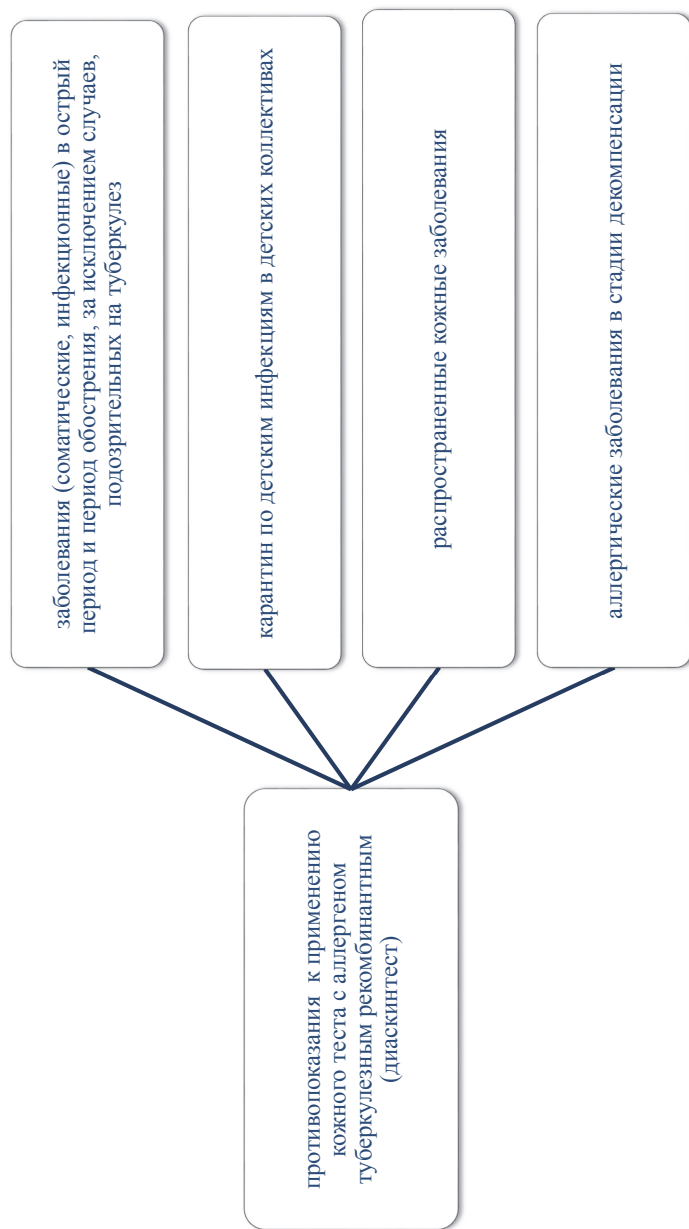 противопоказания к применению
кожного теста с аллергеном
туберкулезным рекомбинантным
(диаскинтест)
заболевания (соматические, инфекционные) в острый
период и период обострения, за исключением случаев,
подозрительных на туберкулез
карантин по детским инфекциям в детских коллективах
распространенные кожные заболевания
аллергические заболевания в стадии декомпенсации